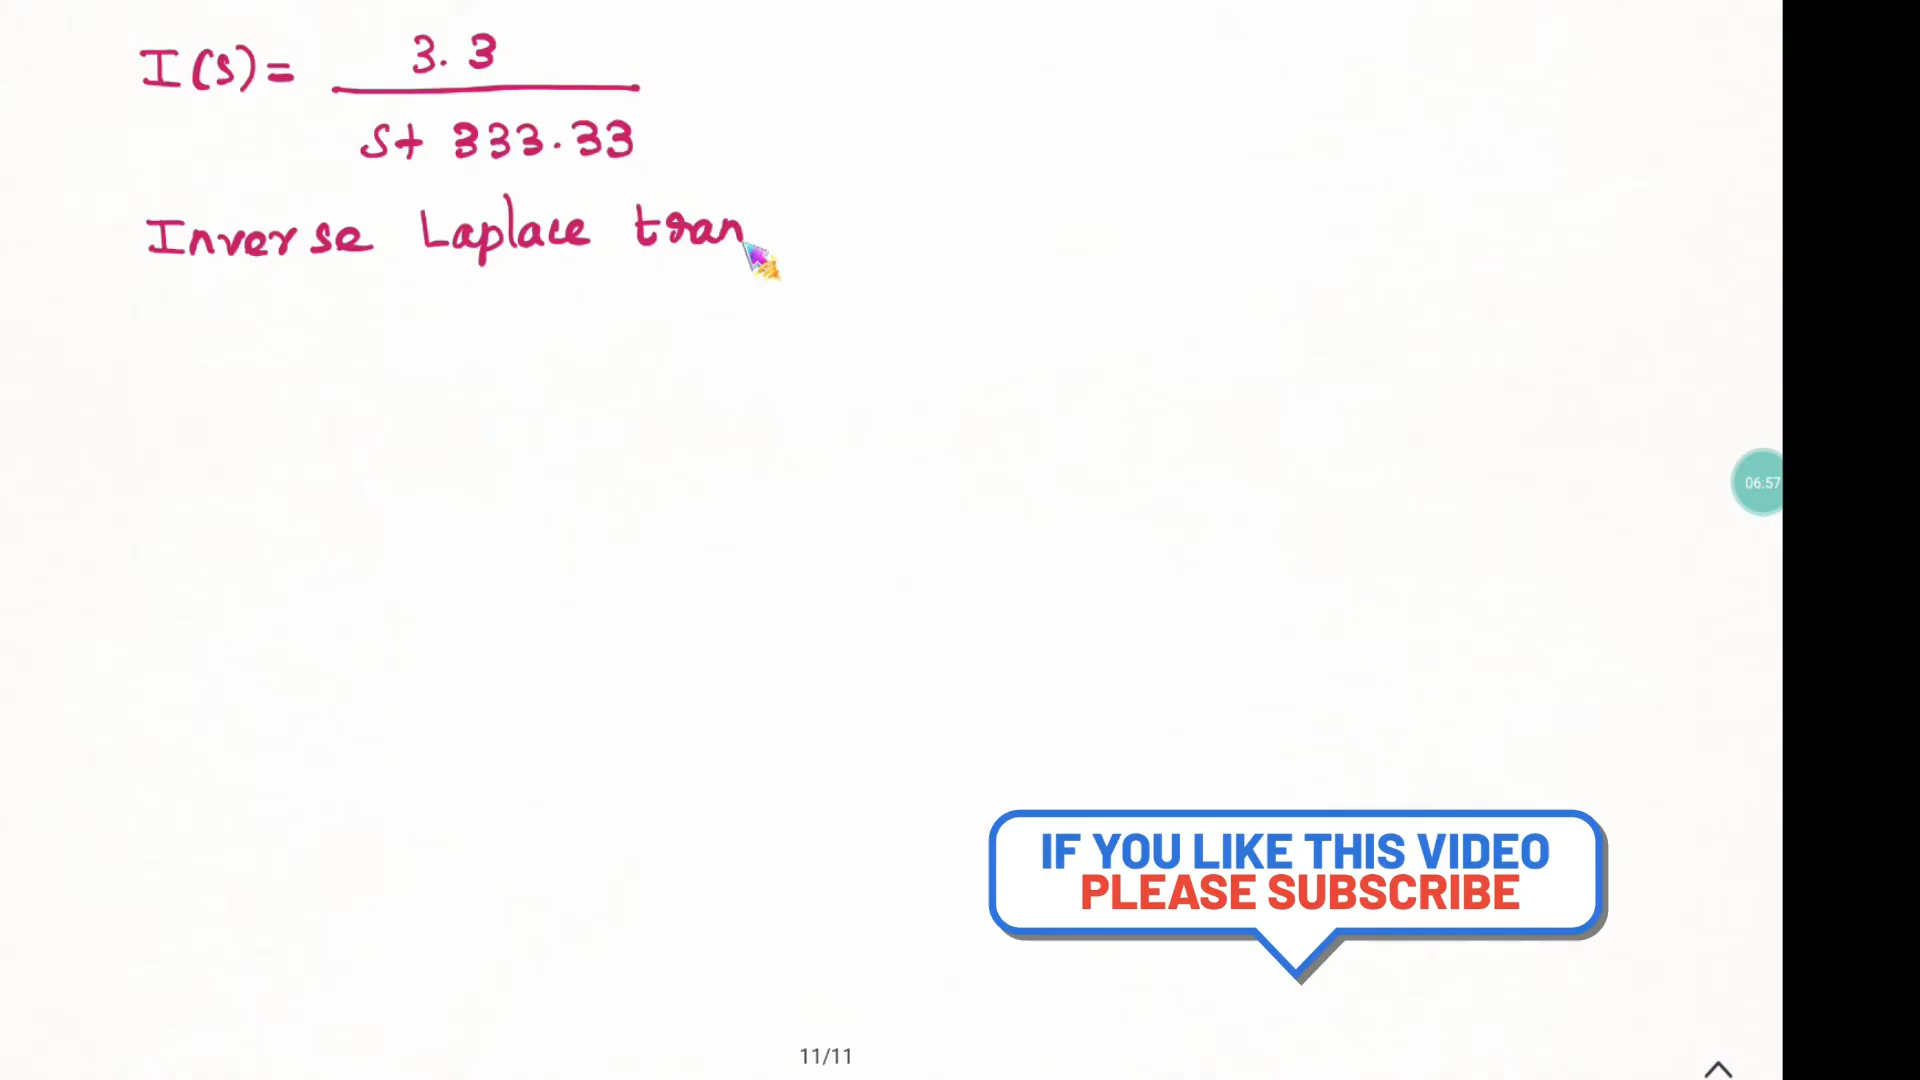 I(s) = 3.3
S+ 333.33
Inverse Laplace tran
06:57
IF YOU LIKE THIS VIDEO
PLEASE SUBSCRIBE
11/11